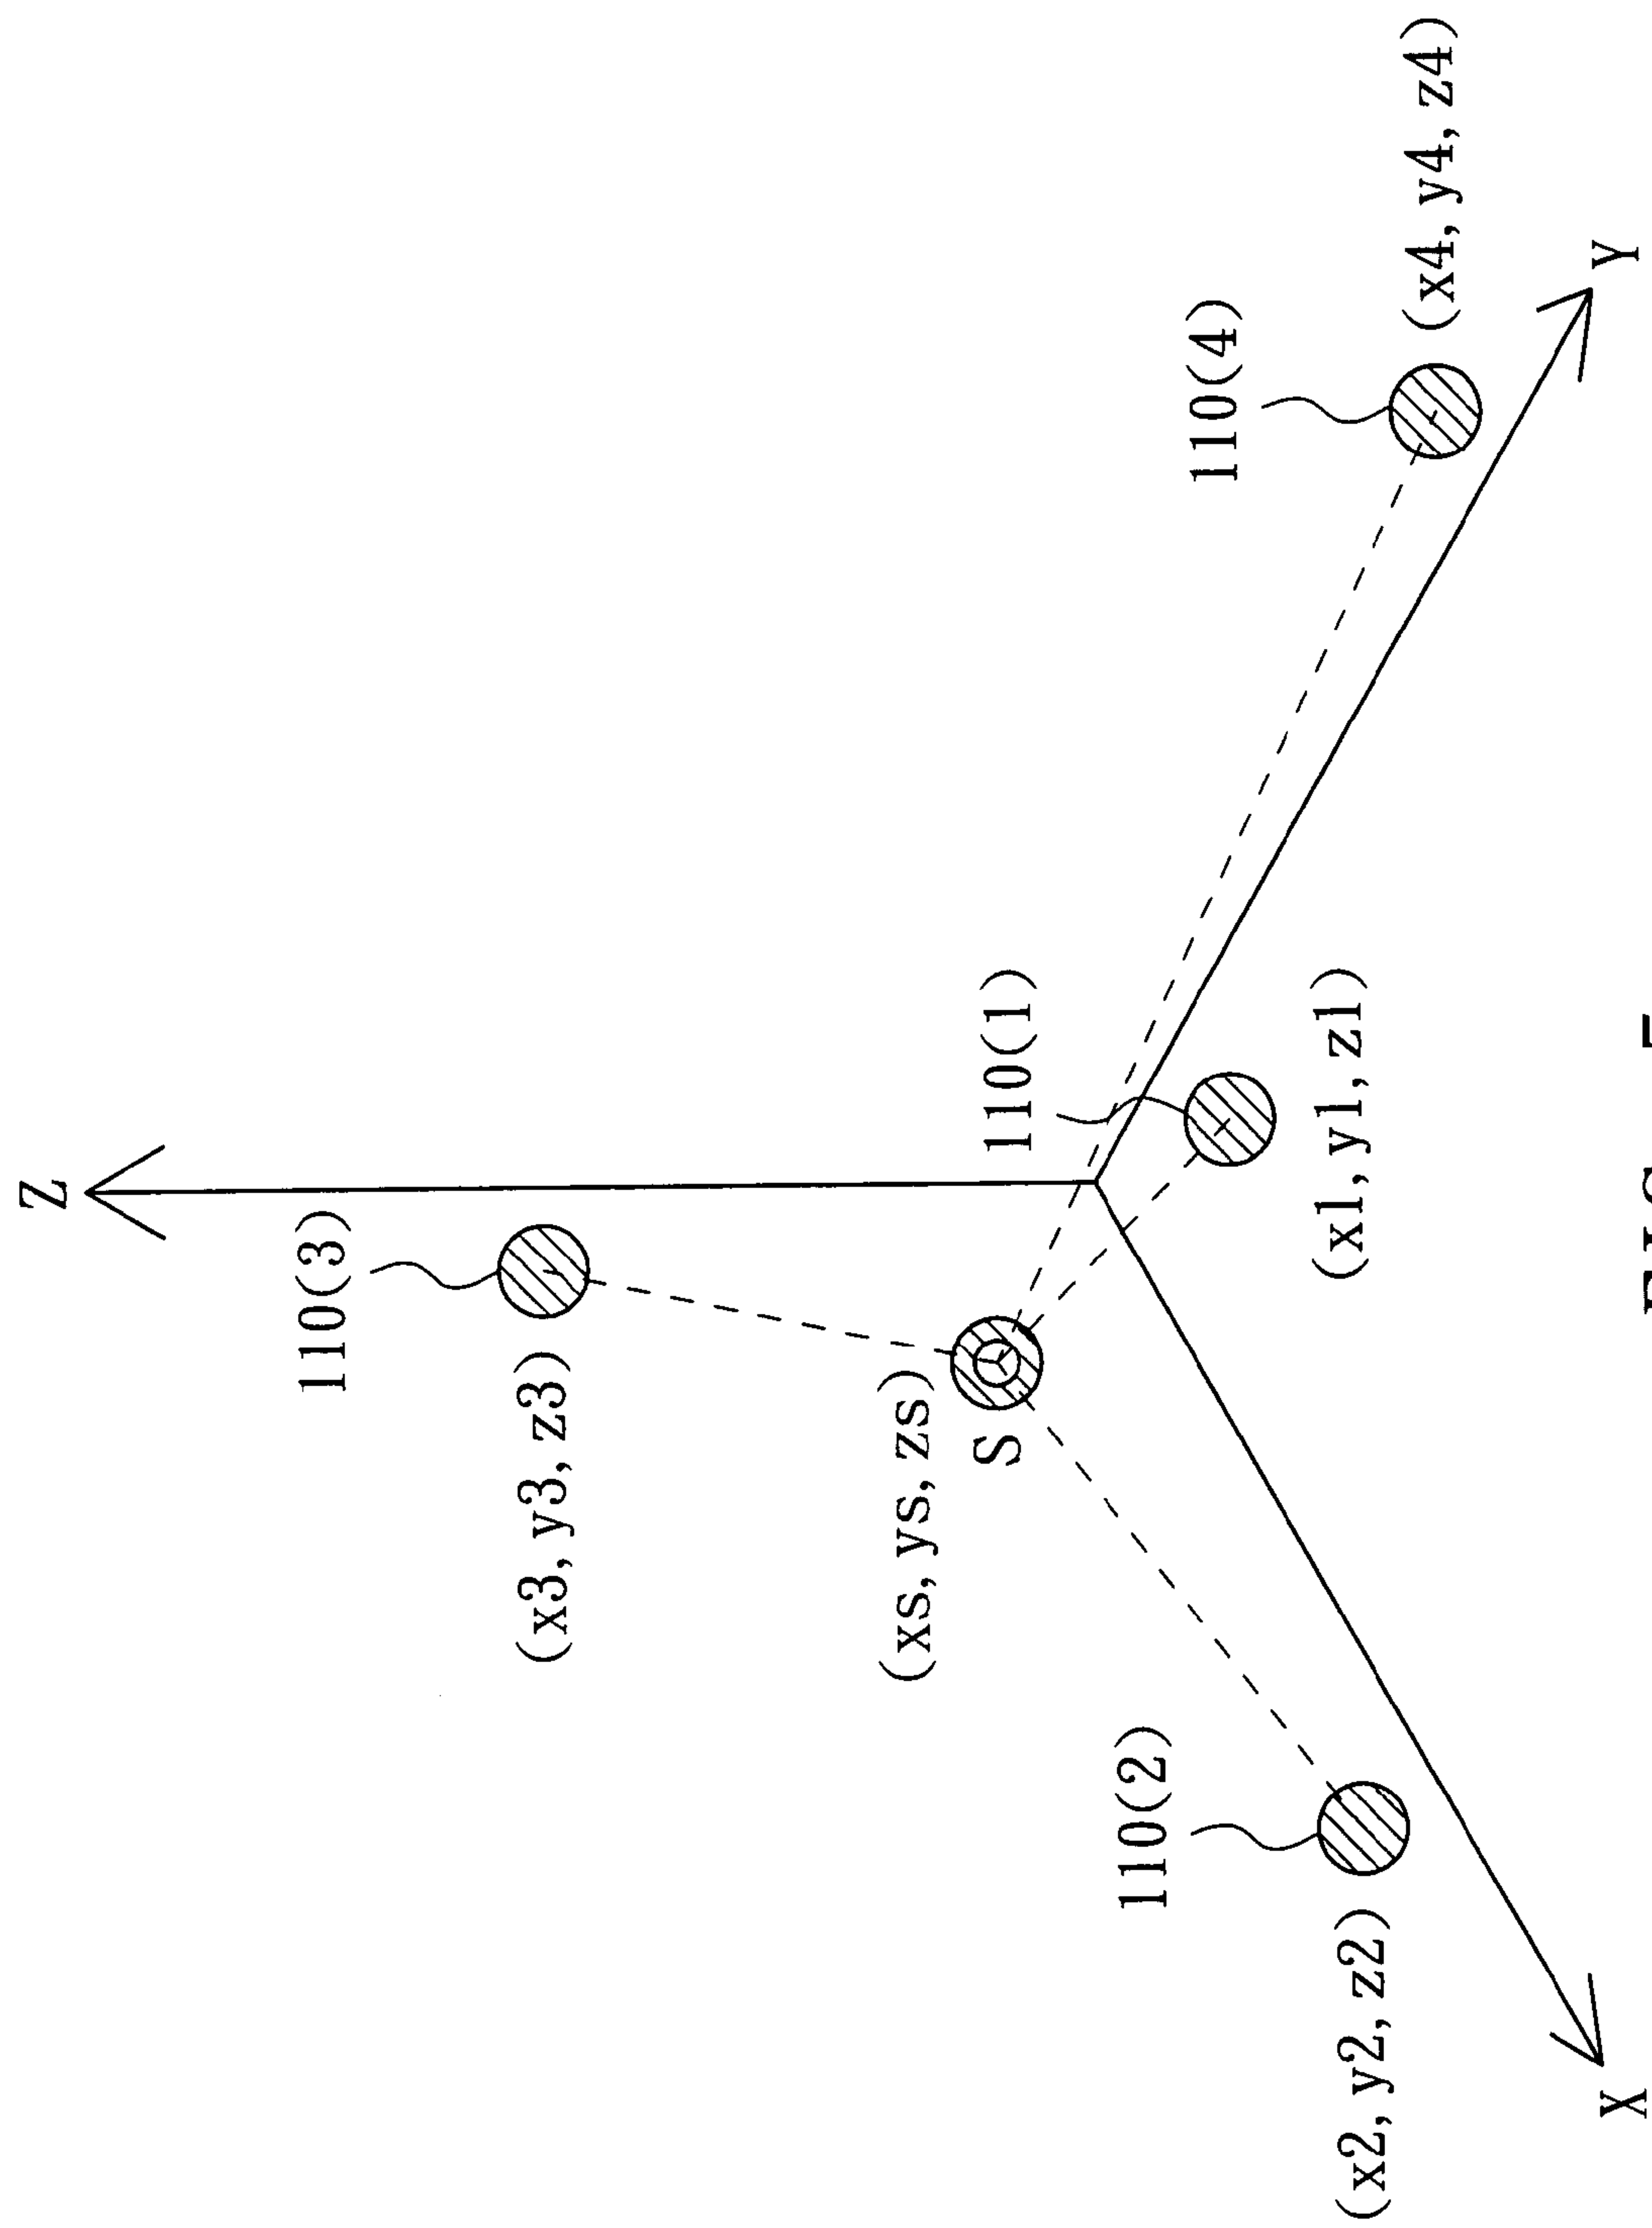 Z
110(3)
(x3, y3, z3)
(xs, ys, zs)
S
110(1)
110(2)
110(4)
(x1, y1, z1)
(x2, y2, z2)
(x4, y4, z4)
X
Y